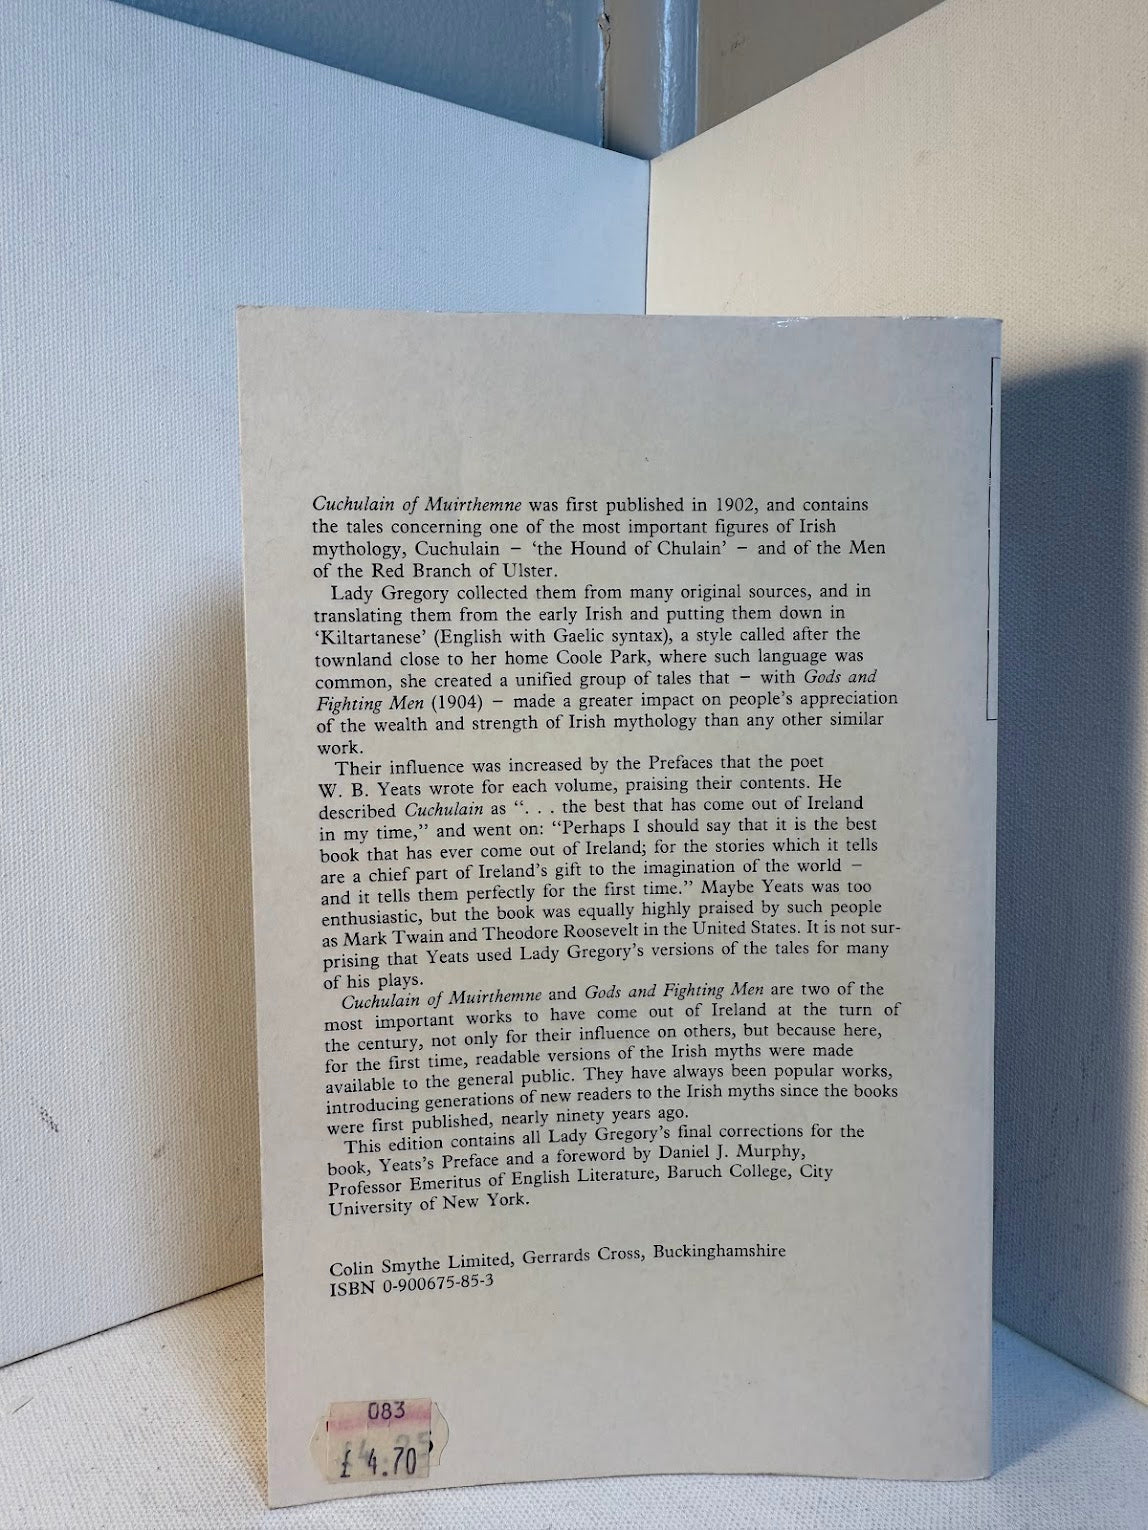 Cuchulain of Muirthemne was first published in 1902, and contains
the tales concerning one of the most important figures of Irish
mythology, Cuchulain – ‘the Hound of Chulain’ – and of the Men
of the Red Branch of Ulster.
Lady Gregory collected them from many original sources, and in
translating them from the early Irish and putting them down in
‘Kiltartanese’ (English with Gaelic syntax), a style called after the
townland close to her home Coole Park, where such language was
common, she created a unified group of tales that – with Gods and
Fighting Men (1904) – made a greater impact on people’s appreciation
of the wealth and strength of Irish mythology than any other similar
work.
Their influence was increased by the Prefaces that the poet
W. B. Yeats wrote for each volume, praising their contents. He
described Cuchulain as “. . . the best that has come out of Ireland
in my time,” and went on: “Perhaps I should say that it is the best
book that has ever come out of Ireland; for the stories which it tells
are a chief part of Ireland’s gift to the imagination of the world –
and it tells them perfectly for the first time.” Maybe Yeats was too
enthusiastic, but the book was equally highly praised by such people
as Mark Twain and Theodore Roosevelt in the United States. It is not sur-
prising that Yeats used Lady Gregory’s versions of the tales for many
of his plays.
Cuchulain of Muirthemne and Gods and Fighting Men are two of the
most important works to have come out of Ireland at the turn of
the century, not only for their influence on others, but because here,
for the first time, readable versions of the Irish myths were made
available to the general public. They have always been popular works,
introducing generations of new readers to the Irish myths since the books
were first published, nearly ninety years ago.
This edition contains all Lady Gregory’s final corrections for the
book, Yeats’s Preface and a foreword by Daniel J. Murphy,
Professor Emeritus of English Literature, Baruch College, City
University of New York.
Colin Smythe Limited, Gerrards Cross, Buckinghamshire
ISBN 0-900675-85-3
083
£4.70